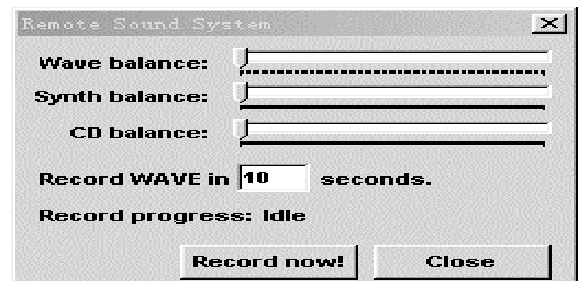 Remote Sound System
Wave balance:
Synth balance:
CD balance:
Record WAVE in 10 seconds.
Record progress: Idle
Record now! Close